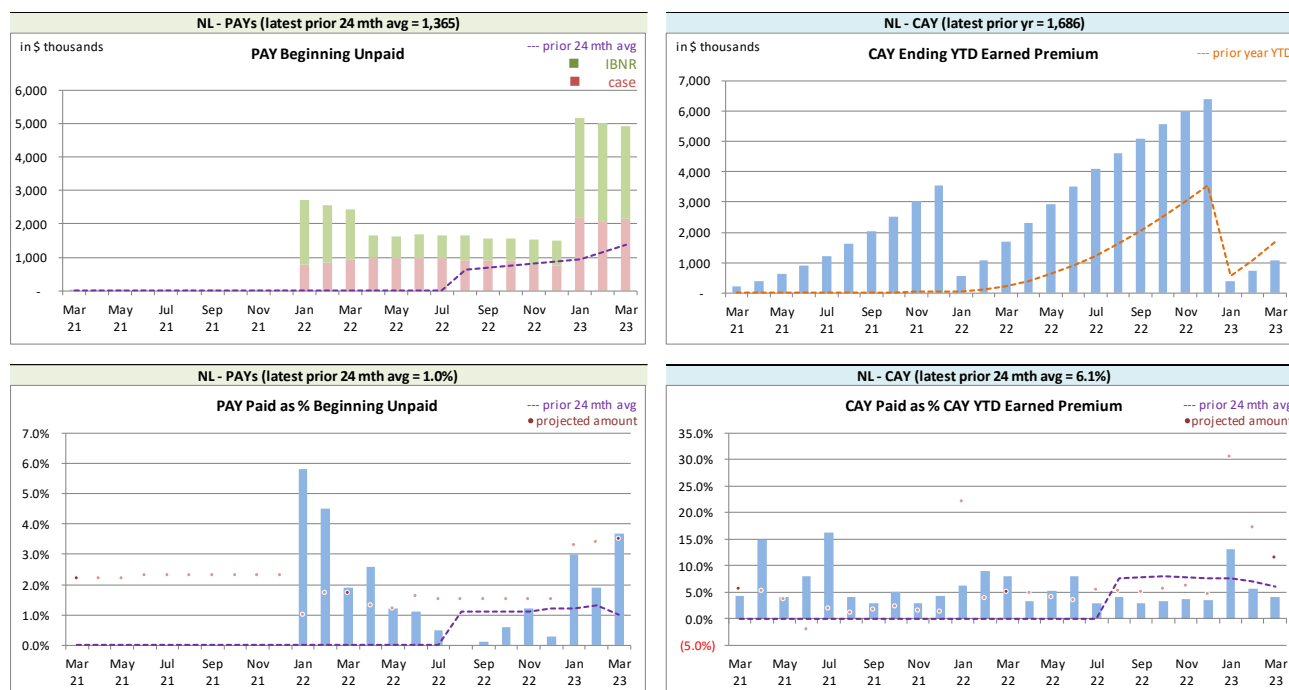 NL - PAYs (latest prior 24 mth avg = 1,365)
in $ thousands
PAY Beginning Unpaid
--- prior 24 mth avg
IBNR
case
6,000
5,000
4,000
3,000
2,000
1,000
-
Mar May Jul Sep Nov Jan Mar May Jul Sep Nov Jan Mar
21 21 21 21 21 22 22 22 22 22 22 23 23
NL - CAY (latest prior yr = 1,686)
in $ thousands
CAY Ending YTD Earned Premium
--- prior year YTD
7,000
6,000
5,000
4,000
3,000
2,000
1,000
-
Mar May Jul Sep Nov Jan Mar May Jul Sep Nov Jan Mar
21 21 21 21 21 22 22 22 22 22 22 23 23
NL - PAYs (latest prior 24 mth avg = 1.0%)
PAY Paid as % Beginning Unpaid
--- prior 24 mth avg
projected amount
7.0%
6.0%
5.0%
4.0%
3.0%
2.0%
1.0%
0.0%
Mar May Jul Sep Nov Jan Mar May Jul Sep Nov Jan Mar
21 21 21 21 21 22 22 22 22 22 22 23 23
NL - CAY (latest prior 24 mth avg = 6.1%)
CAY Paid as % CAY YTD Earned Premium
--- prior 24 mth avg
projected amount
35.0%
30.0%
25.0%
20.0%
15.0%
10.0%
5.0%
0.0%
(5.0%)
Mar May Jul Sep Nov Jan Mar May Jul Sep Nov Jan Mar
21 21 21 21 21 22 22 22 22 22 22 23 23